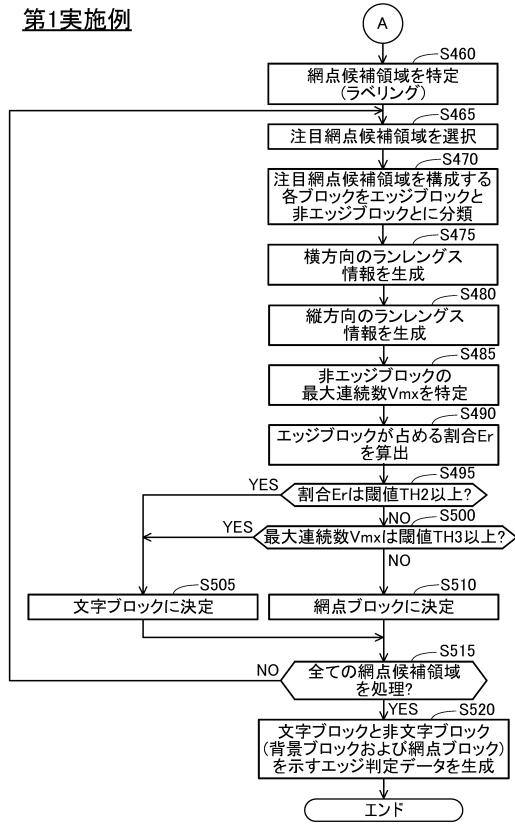 第1実施例
A
S460
網点候補領域を特定
(ラベリング)
S465
注目網点候補領域を選択
S470
注目網点候補領域を構成する
各ブロックをエッジブロックと
非エッジブロックとに分類
S475
横方向のランレングス
情報を生成
S480
縦方向のランレングス
情報を生成
S485
非エッジブロックの
最大連続数Vmxを特定
S490
エッジブロックが占める割合Er
を算出
S495
YES
割合Erは閾値TH2以上?
NO
S500
YES
最大連続数Vmxは閾値TH3以上?
NO
S505
文字ブロックに決定
S510
網点ブロックに決定
S515
NO
全ての網点候補領域
を処理?
YES
S520
文字ブロックと非文字ブロック
(背景ブロックおよび網点ブロック)
を示すエッジ判定データを生成
エンド